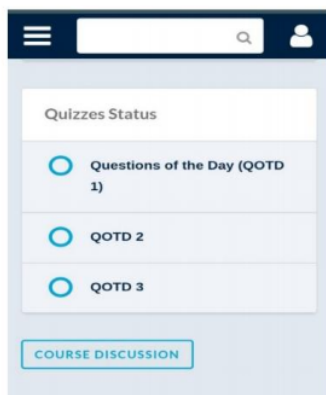 Quizzes Status
Questions of the Day (QOTD
1)
QOTD 2
QOTD 3
COURSE DISCUSSION